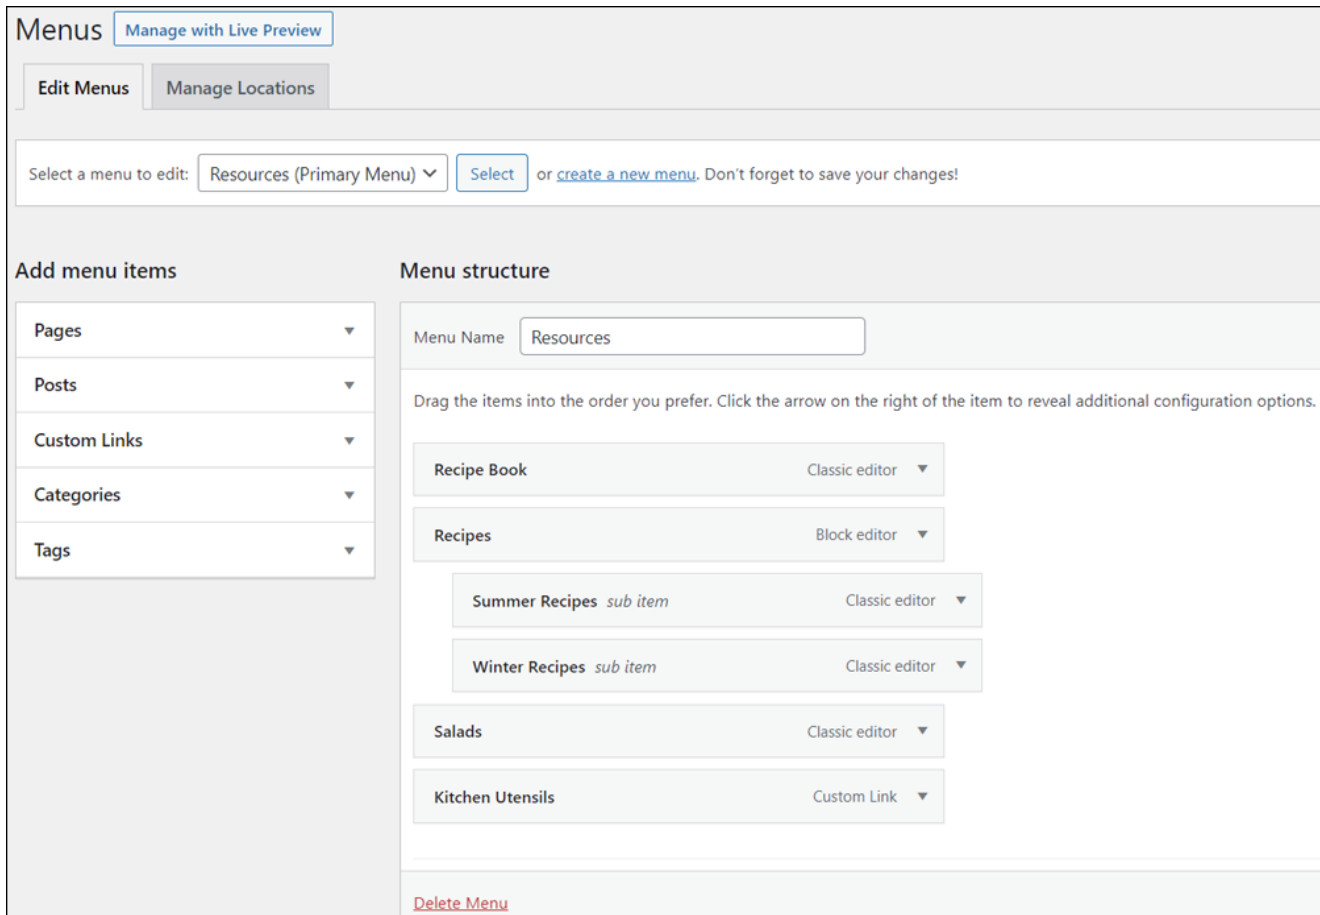 Menus Manage with Live Preview
Edit Menus Manage Locations
Select a menu to edit: Resources (Primary Menu) Select or create a new menu. Don't forget to save your changes!
Add menu items
Pages
Posts
Custom Links
Categories
Tags
Menu structure
Menu Name Resources
Drag the items into the order you prefer. Click the arrow on the right of the item to reveal additional configuration options.
Recipe Book Classic editor
Recipes Block editor
Summer Recipes sub item Classic editor
Winter Recipes sub item Classic editor
Salads Classic editor
Kitchen Utensils Custom Link
Delete Menu